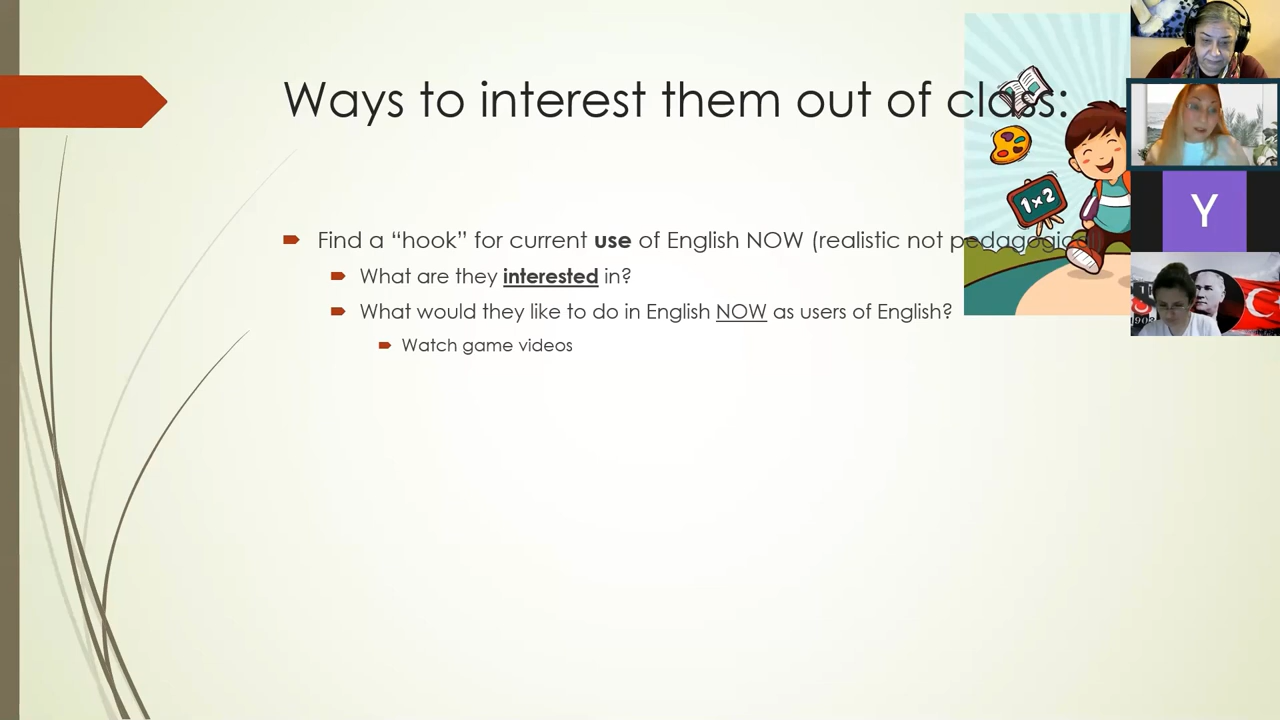 Ways to interest them out of class:
Find a “hook” for current use of English NOW (realistic not pedagogical
What are they interested in?
What would they like to do in English NOW as users of English?
Watch game videos
1x2
Y